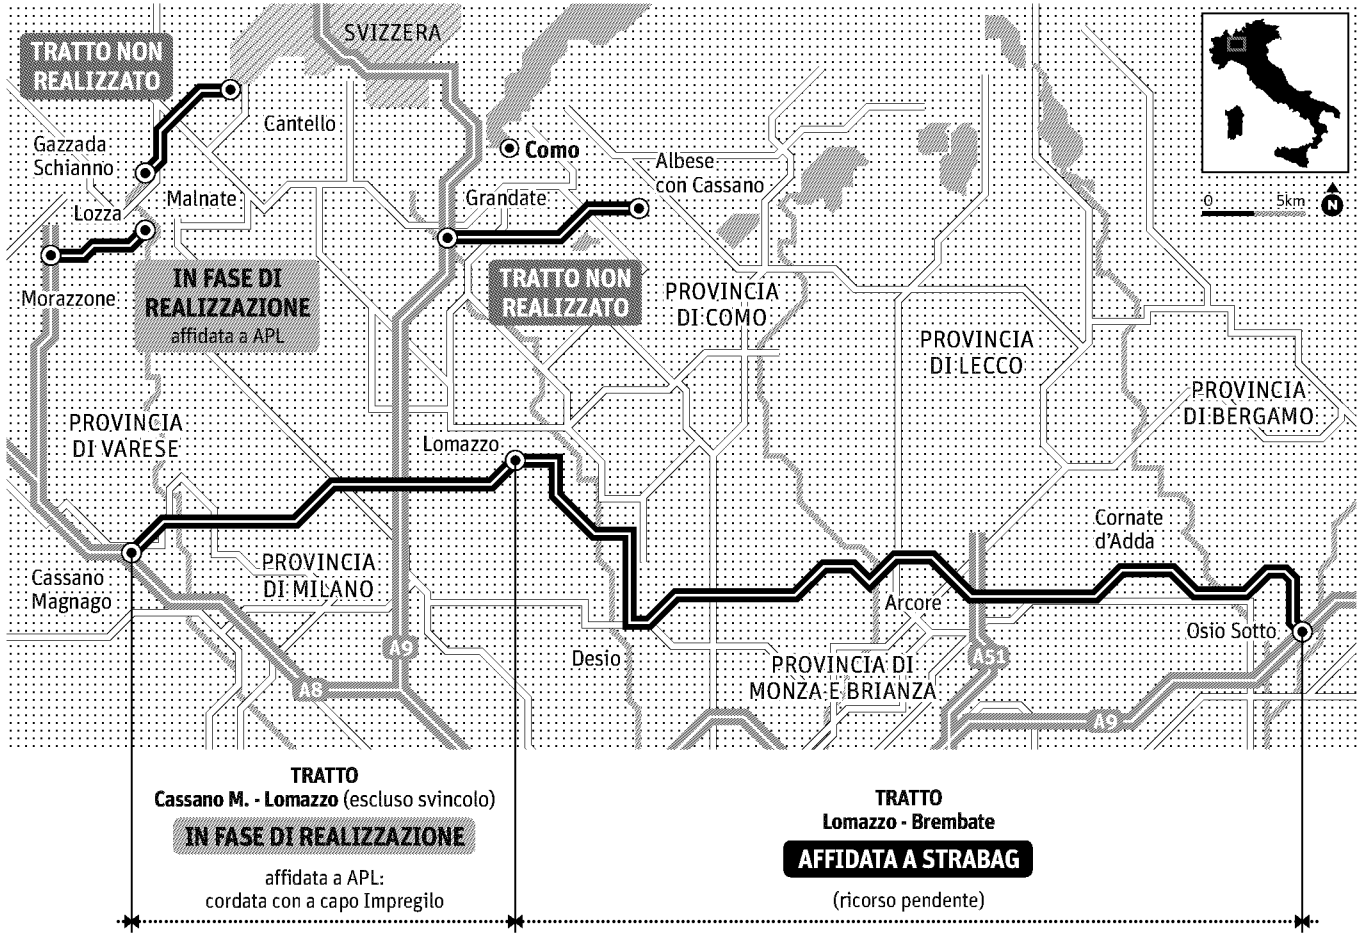 SVIZZERA
TRATTO NON
REALIZZATO
Cantello
Gazzada
Schianno
Como
Albese
con Cassano
Malnate
Grandate
Lozza
0 5km
N
IN FASE DI
REALIZZAZIONE
affidata a APL
Morazzone
TRATTO NON
REALIZZATO
PROVINCIA
DI COMO
PROVINCIA
DI LECCO
PROVINCIA
DI BERGAMO
PROVINCIA
DI VARESE
Lomazzo
Cornate
d'Adda
PROVINCIA
DI MILANO
Cassano
Magnago
Arcore
Osio Sotto
A9
Desio
A51
PROVINCIA DI
MONZA E BRIANZA
A8
A9
TRATTO
Cassano M. - Lomazzo (escluso svincolo)
IN FASE DI REALIZZAZIONE
affidata a APL:
cordata con a capo Impregilo
TRATTO
Lomazzo - Brembate
AFFIDATA A STRABAG
(ricorso pendente)